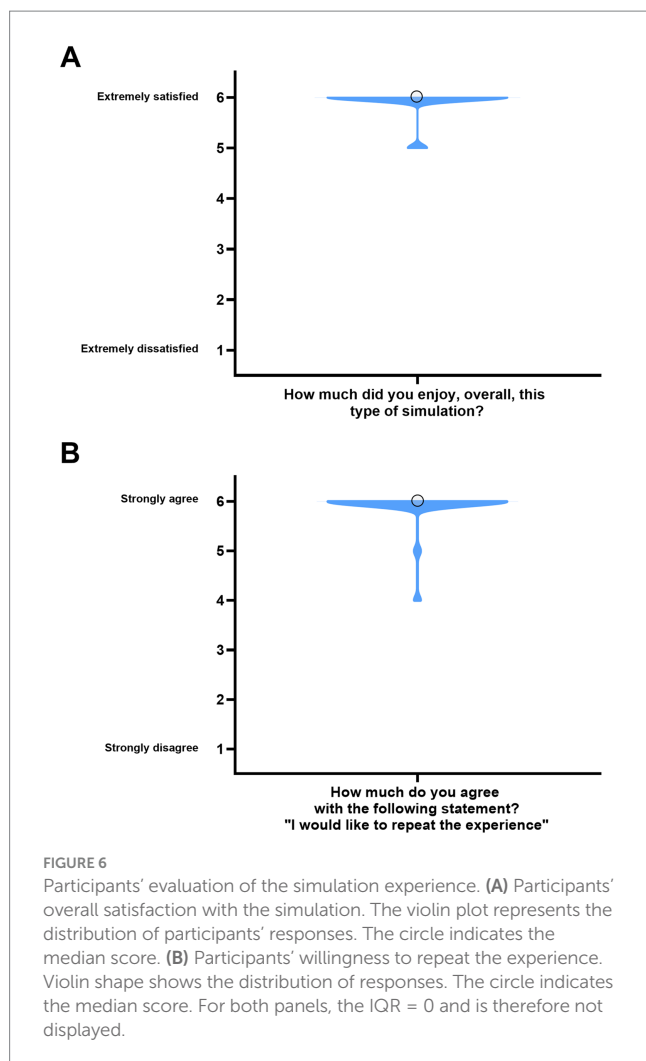 A
Extremely satisfied
6
5
4
3
2
Extremely dissatisfied
1
How much did you enjoy, overall, this
type of simulation?
B
Strongly agree
6
5
4
3
2
Strongly disagree
1
How much do you agree
with the following statement?
"I would like to repeat the experience"
FIGURE 6
Participants’ evaluation of the simulation experience. (A) Participants’
overall satisfaction with the simulation. The violin plot represents the
distribution of participants’ responses. The circle indicates the
median score. (B) Participants’ willingness to repeat the experience.
Violin shape shows the distribution of responses. The circle indicates
the median score. For both panels, the IQR = 0 and is therefore not
displayed.